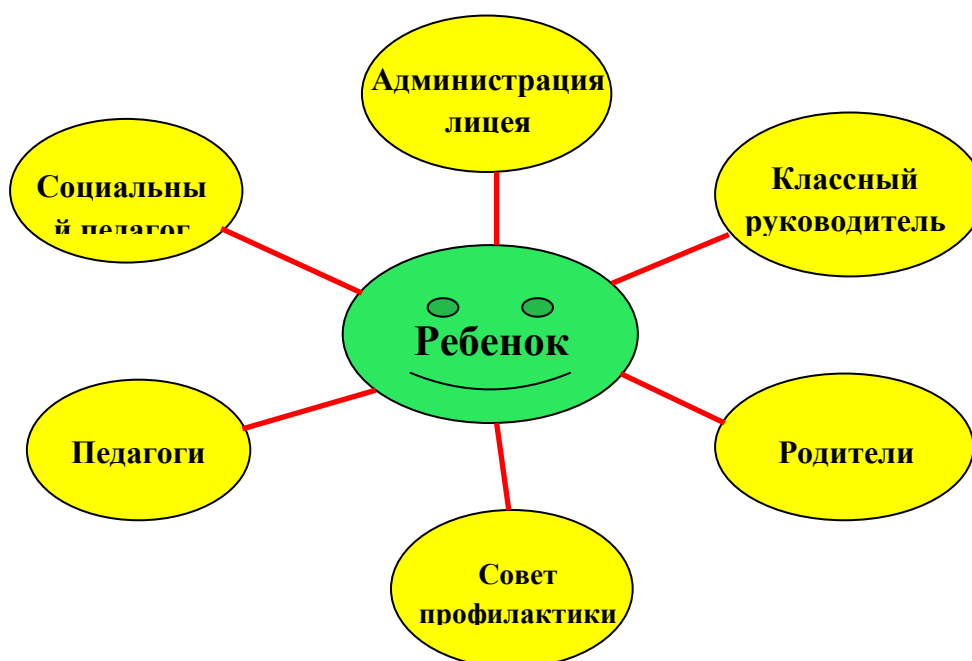 Администрация
лицея
Социальны
й педагог
Классный
руководитель
Ребенок
Педагоги
Родители
Совет
профилактики